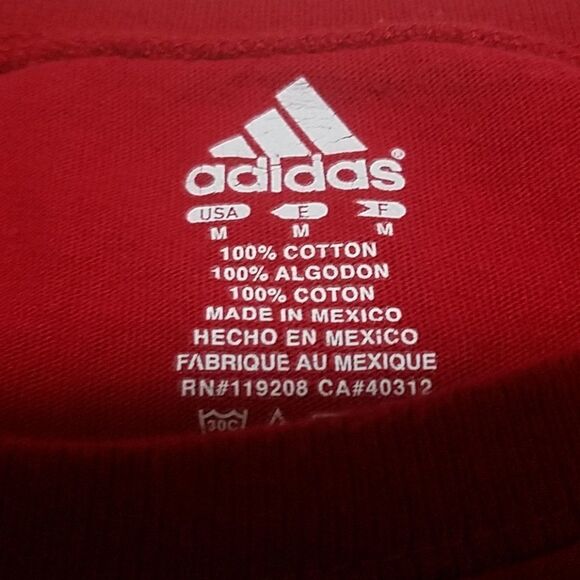 adidas®
USA E F
M M M
100% COTTON
100% ALGODON
100% COTON
MADE IN MEXICO
HECHO EN MEXICO
FABRIQUE AU MEXIQUE
RN#119208 CA#40312
30C